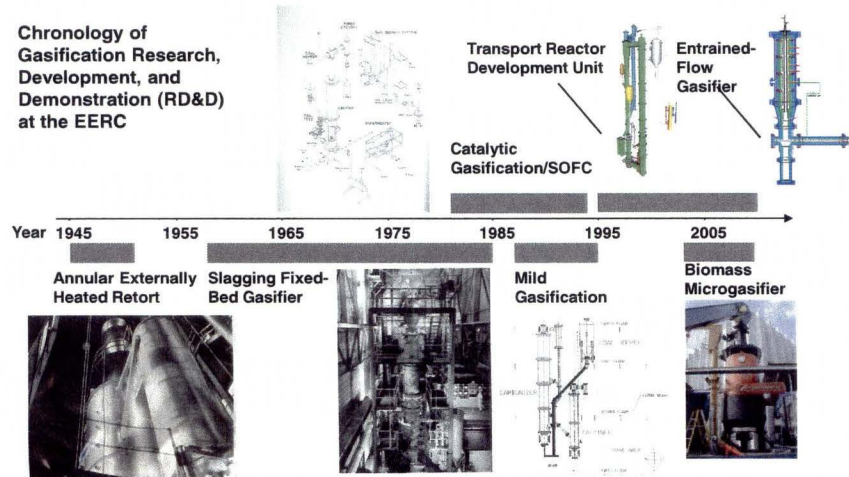 Chronology of
Gasification Research,
Development, and
Demonstration (RD&D)
at the EERC
Transport Reactor
Development Unit
Entrained-
Flow
Gasifier
Catalytic
Gasification/SOFC
Year
1945
1955
1965
1975
1985
1995
2005
Annular Externally
Heated Retort
Slagging Fixed-
Bed Gasifier
Mild
Gasification
Biomass
Microgasifier